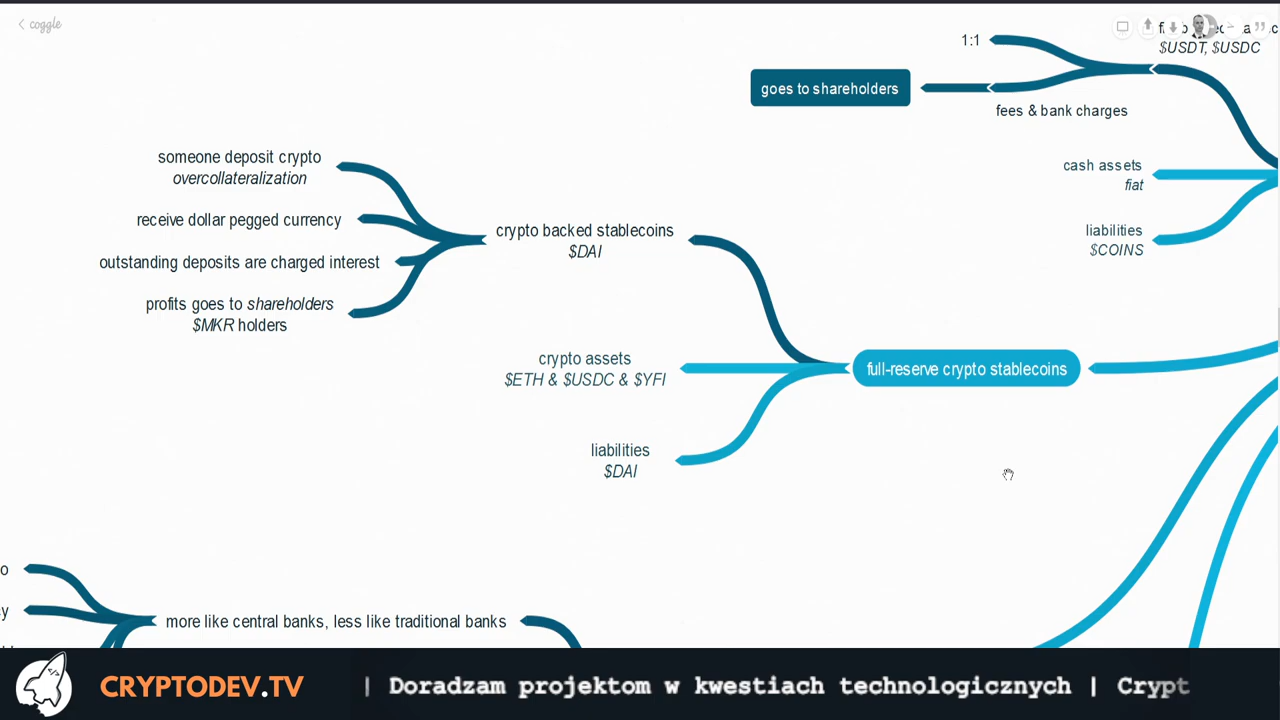 coggle
1:1
$USDT, $USDC
goes to shareholders
fees & bank charges
someone deposit crypto
overcollateralization
cash assets
fiat
receive dollar pegged currency
crypto backed stablecoins
$DAI
liabilities
$COINS
outstanding deposits are charged interest
profits goes to shareholders
$MKR holders
crypto assets
$ETH & $USDC & $YFI
full-reserve crypto stablecoins
liabilities
$DAI
more like central banks, less like traditional banks
CRYPTODEV.TV
| Doradzam projektom w kwestiach technologicznych | Crypt